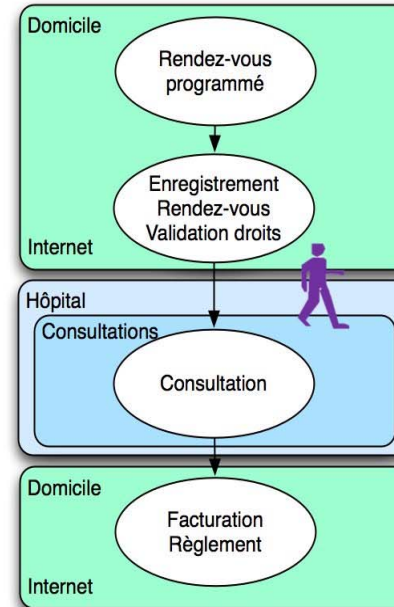 Domicile
Rendez-vous
programmé
Enregistrement
Rendez-vous
Validation droits
Internet
Hôpital
Consultations
Consultation
Domicile
Facturation
Règlement
Internet